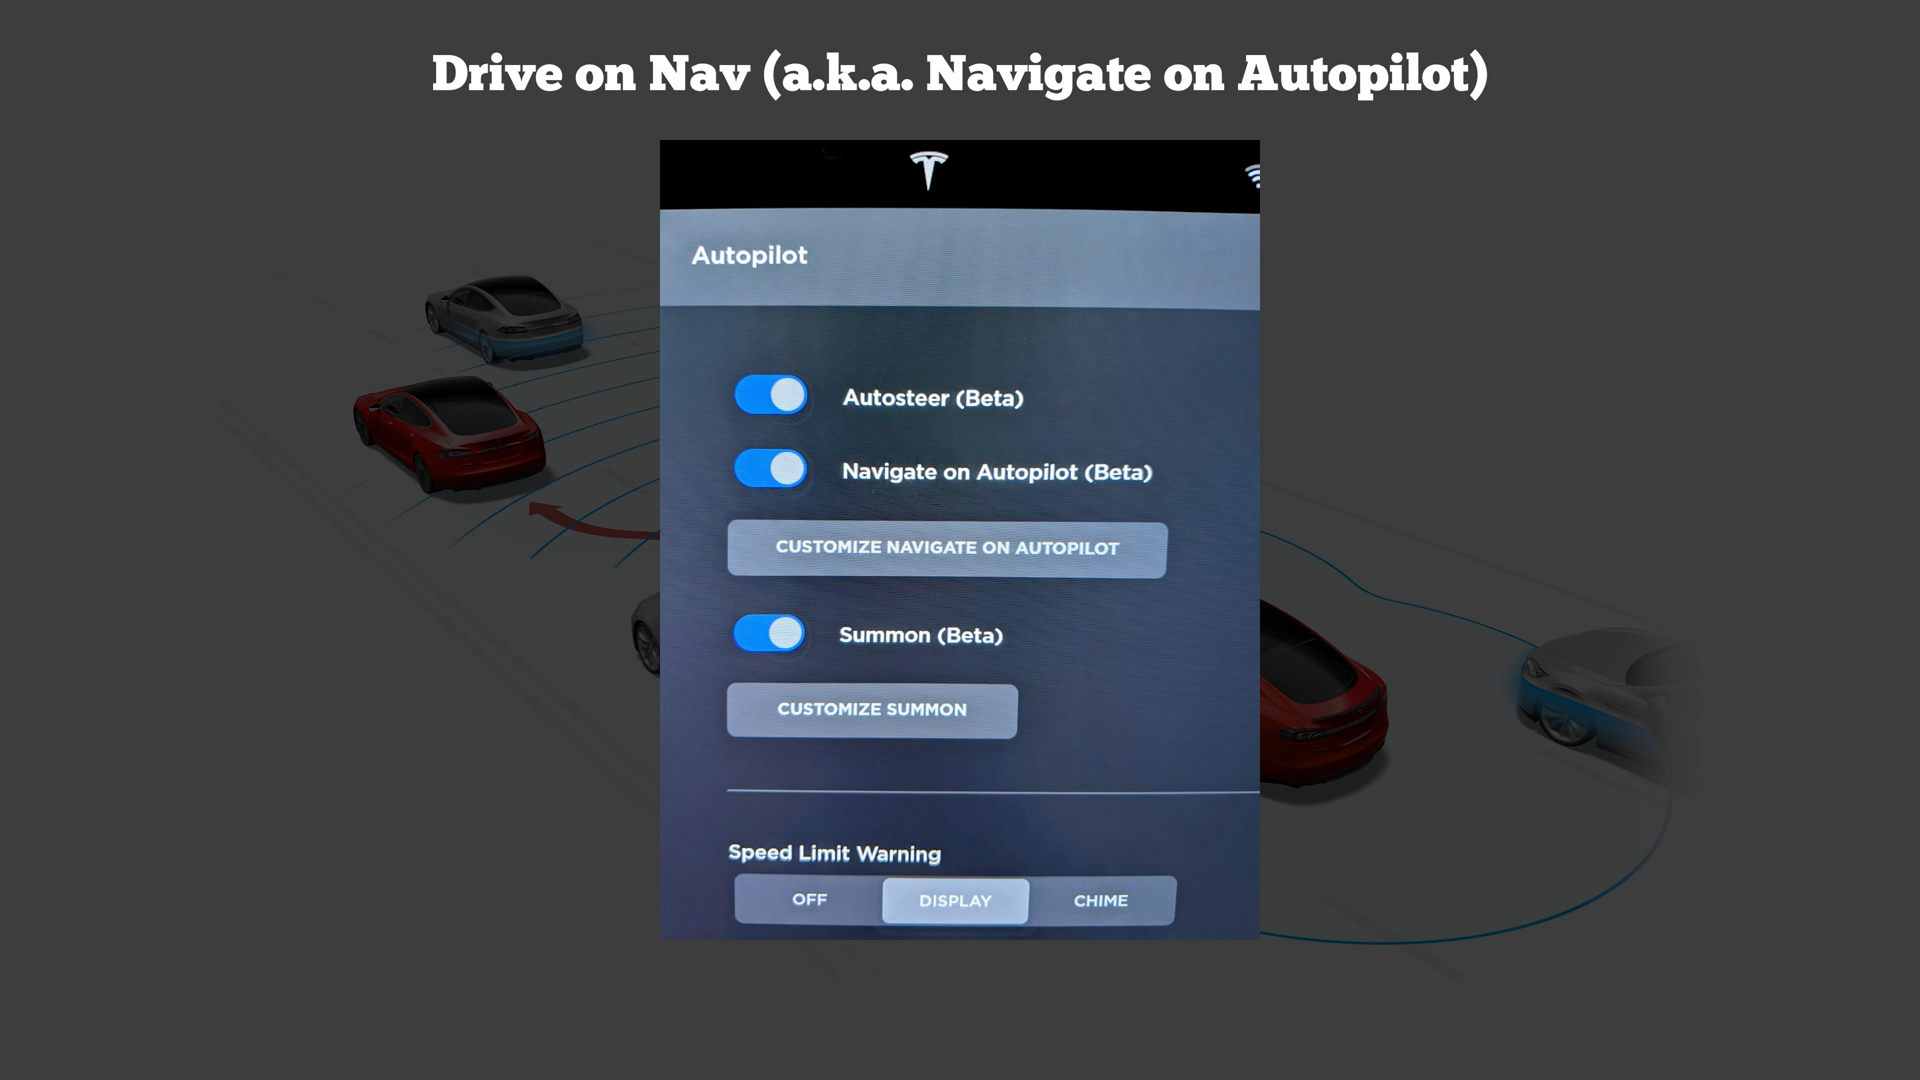 Drive on Nav (a.k.a. Navigate on Autopilot)
Autopilot
Autosteer (Beta)
Navigate on Autopilot (Beta)
CUSTOMIZE NAVIGATE ON AUTOPILOT
Summon (Beta)
CUSTOMIZE SUMMON
Speed Limit Warning
OFF DISPLAY CHIME